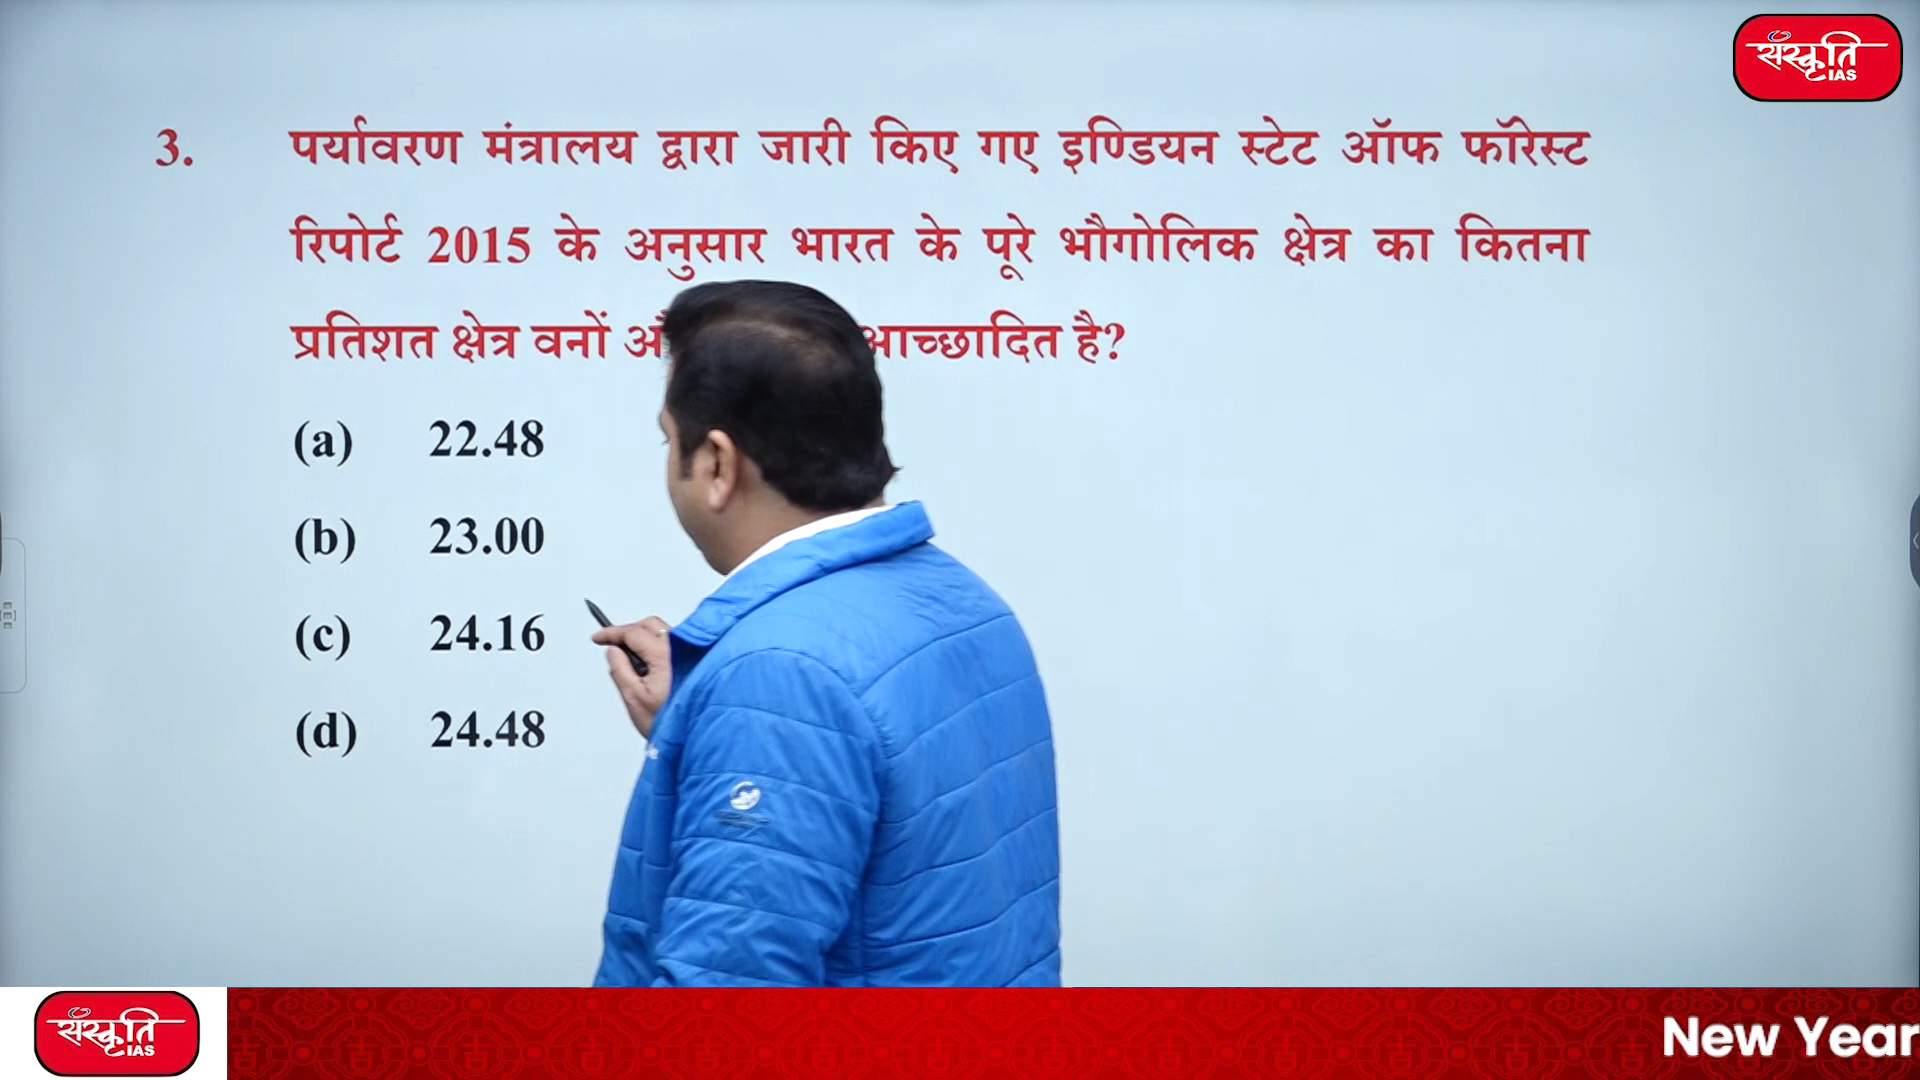 संस्कृति
IAS
3. पर्यावरण मंत्रालय द्वारा जारी किए गए इण्डियन स्टेट ऑफ फॉरेस्ट
रिपोर्ट 2015 के अनुसार भारत के पूरे भौगोलिक क्षेत्र का कितना
प्रतिशत क्षेत्र वनों आच्छादित है?
(a) 22.48
(b) 23.00
(c) 24.16
(d) 24.48
संस्कृति
IAS
New Year